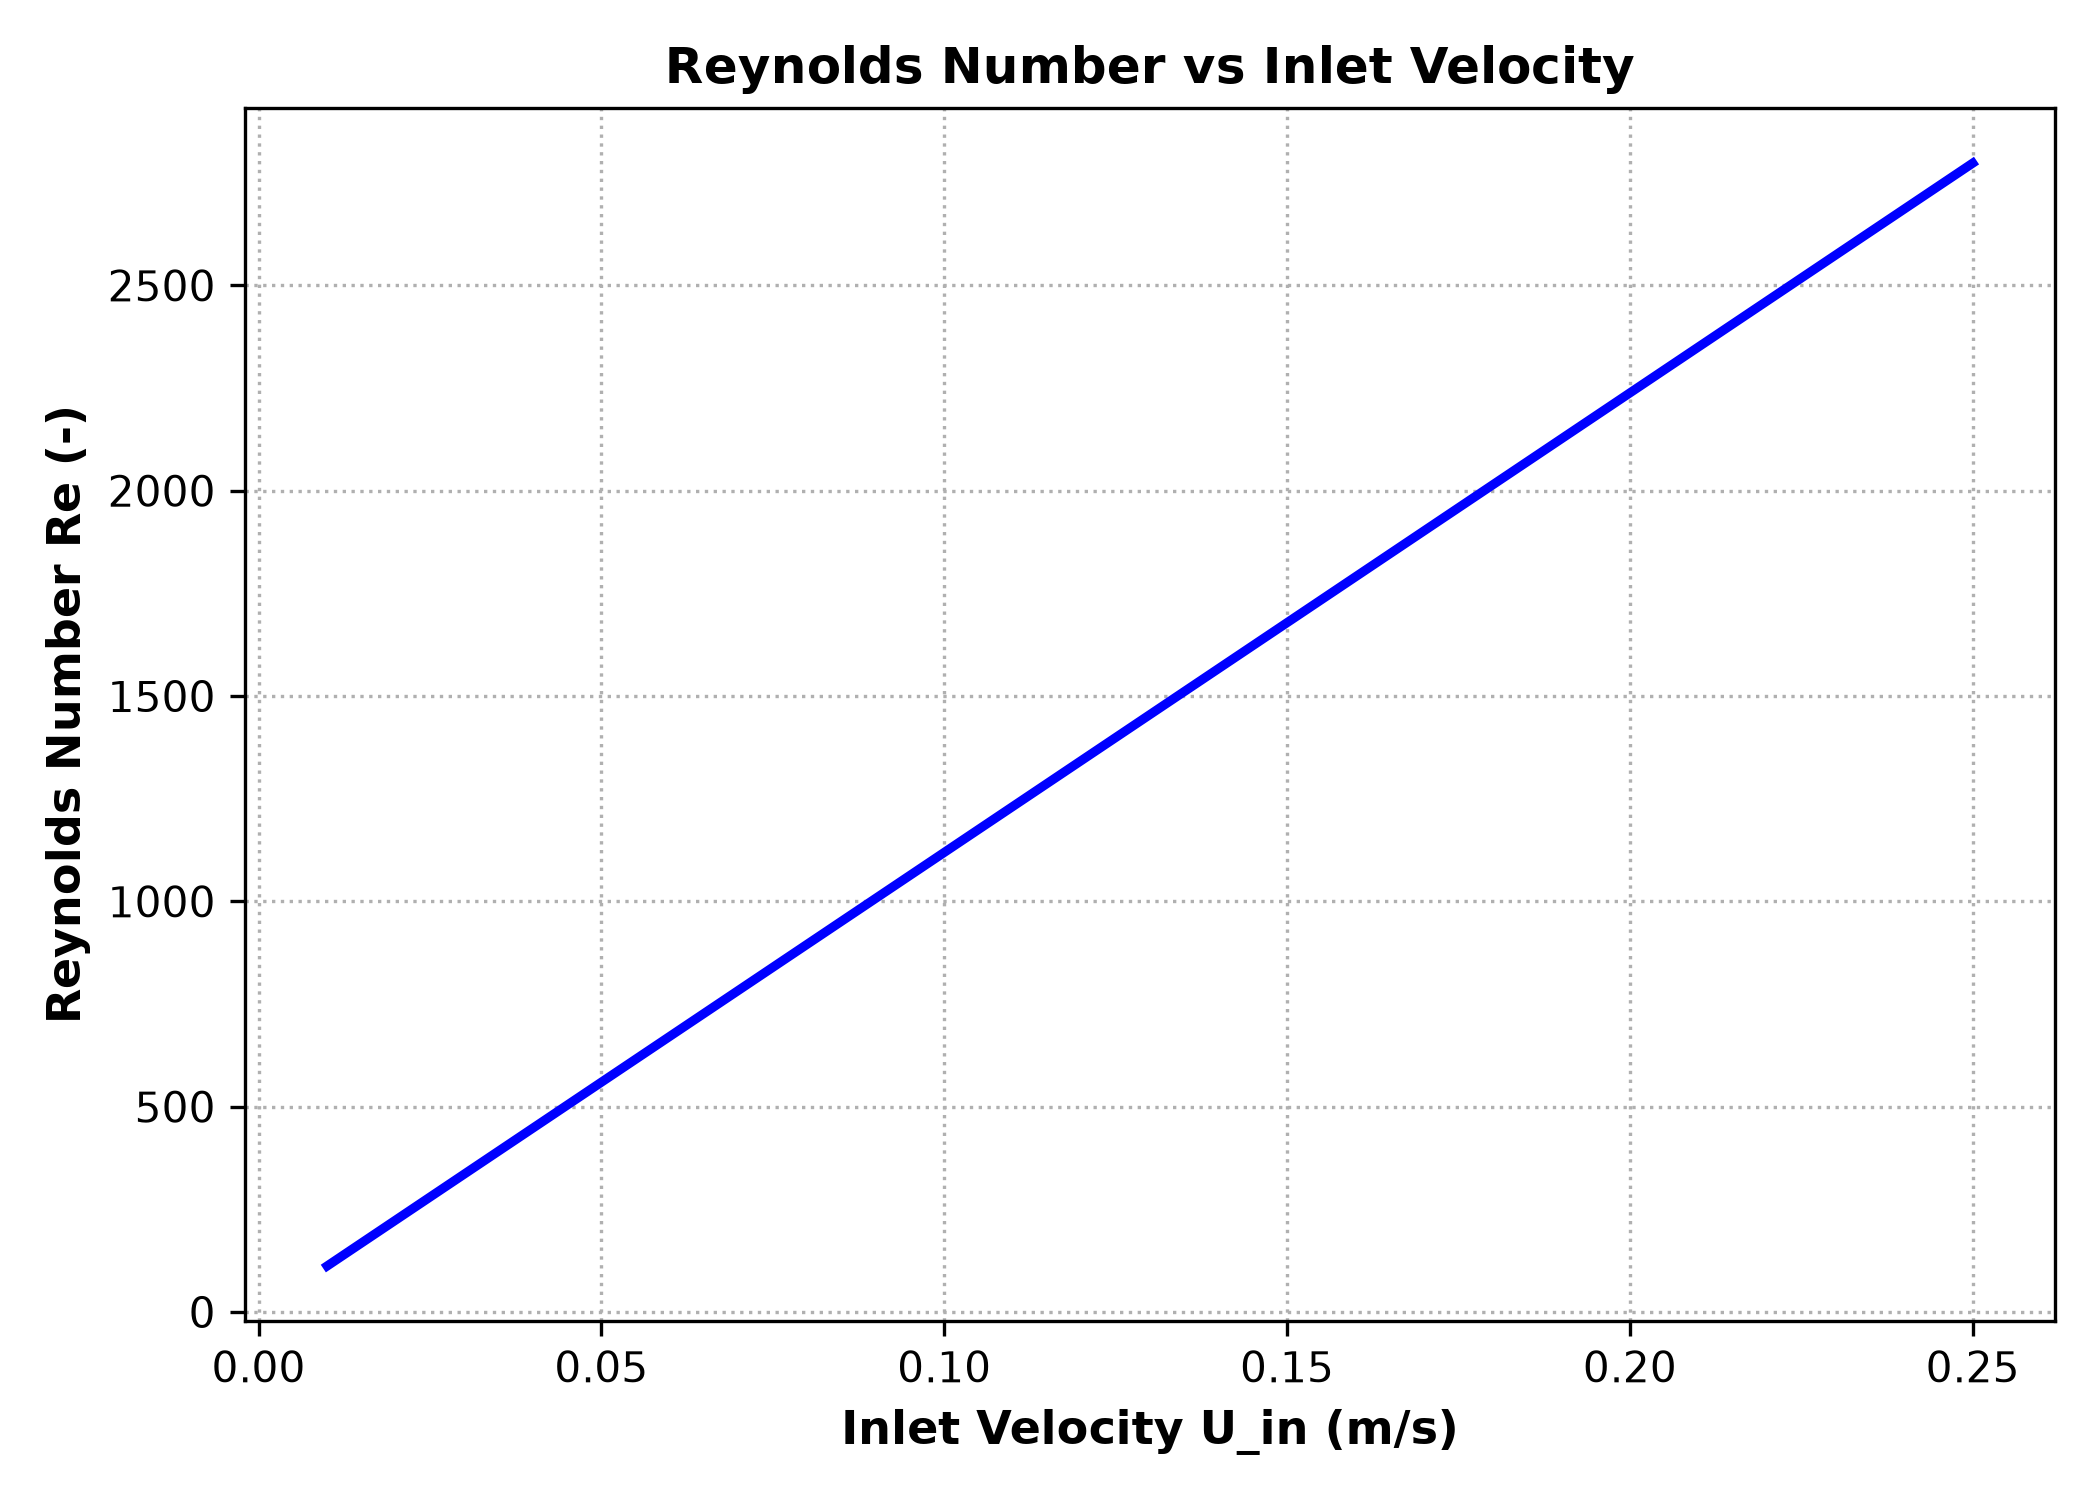 Reynolds Number vs Inlet Velocity
Reynolds Number Re (-)
2500
2000
1500
1000
500
0
0.00 0.05 0.10 0.15 0.20 0.25
Inlet Velocity U_in (m/s)